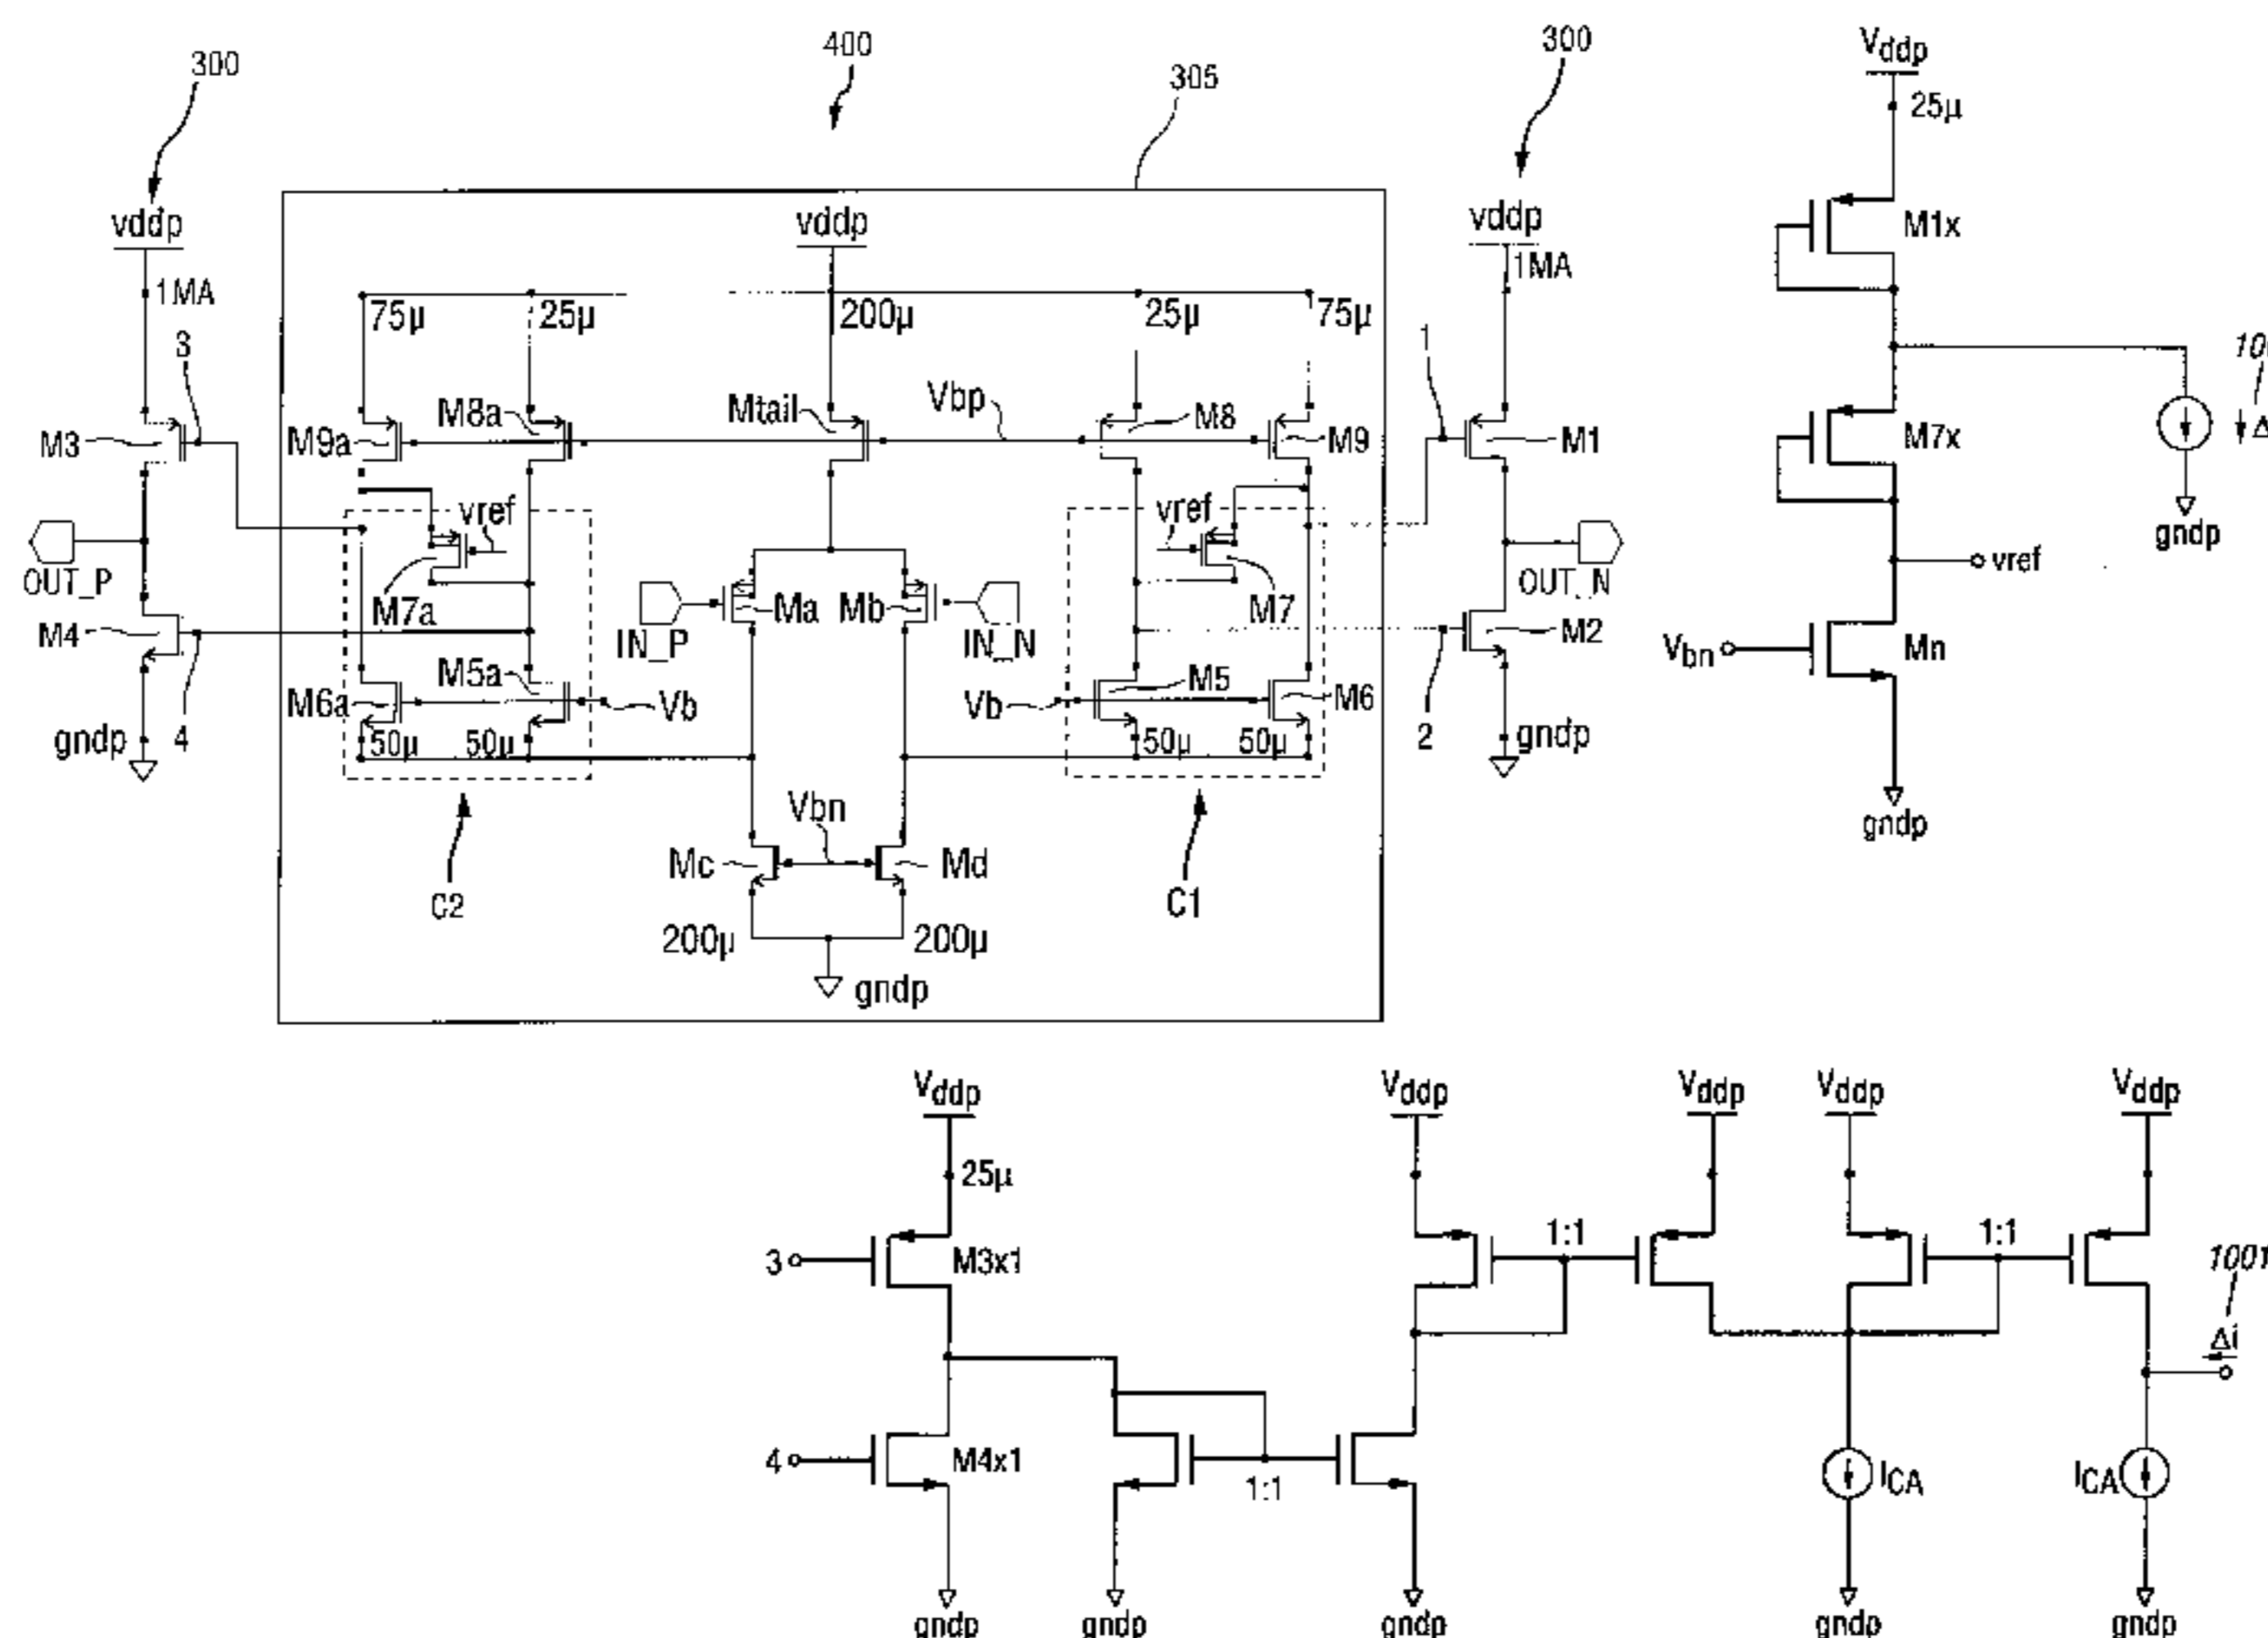 300
400
305
300
Vddp
25µ
M1x
vddp
1MA
vddp
vddp
1MA
3
75µ
25µ
200µ
25µ
75µ
1
M3
M9a
M8a
Mtail
Vbp
M8
M9
M1
M7x
gndp
vref
vref
vref
OUT_P
M7a
IN_P
Ma
Mb
IN_N
M7
OUT_N
M4
M2
Vbn
Mn
M6a
M5a
Vb
Vb
M5
M6
gndp
4
50µ
50µ
50µ
50µ
2
gndp
gndp
C2
Mc
Vbn
Md
C1
200µ
200µ
gndp
Vddp
Vddp
Vddp
Vddp
Vddp
25µ
3
M3x1
1:1
1:1
1001
Δi
4
M4x1
1:1
ICA
ICA
gndp
gndp
gndp
gndp
gndp